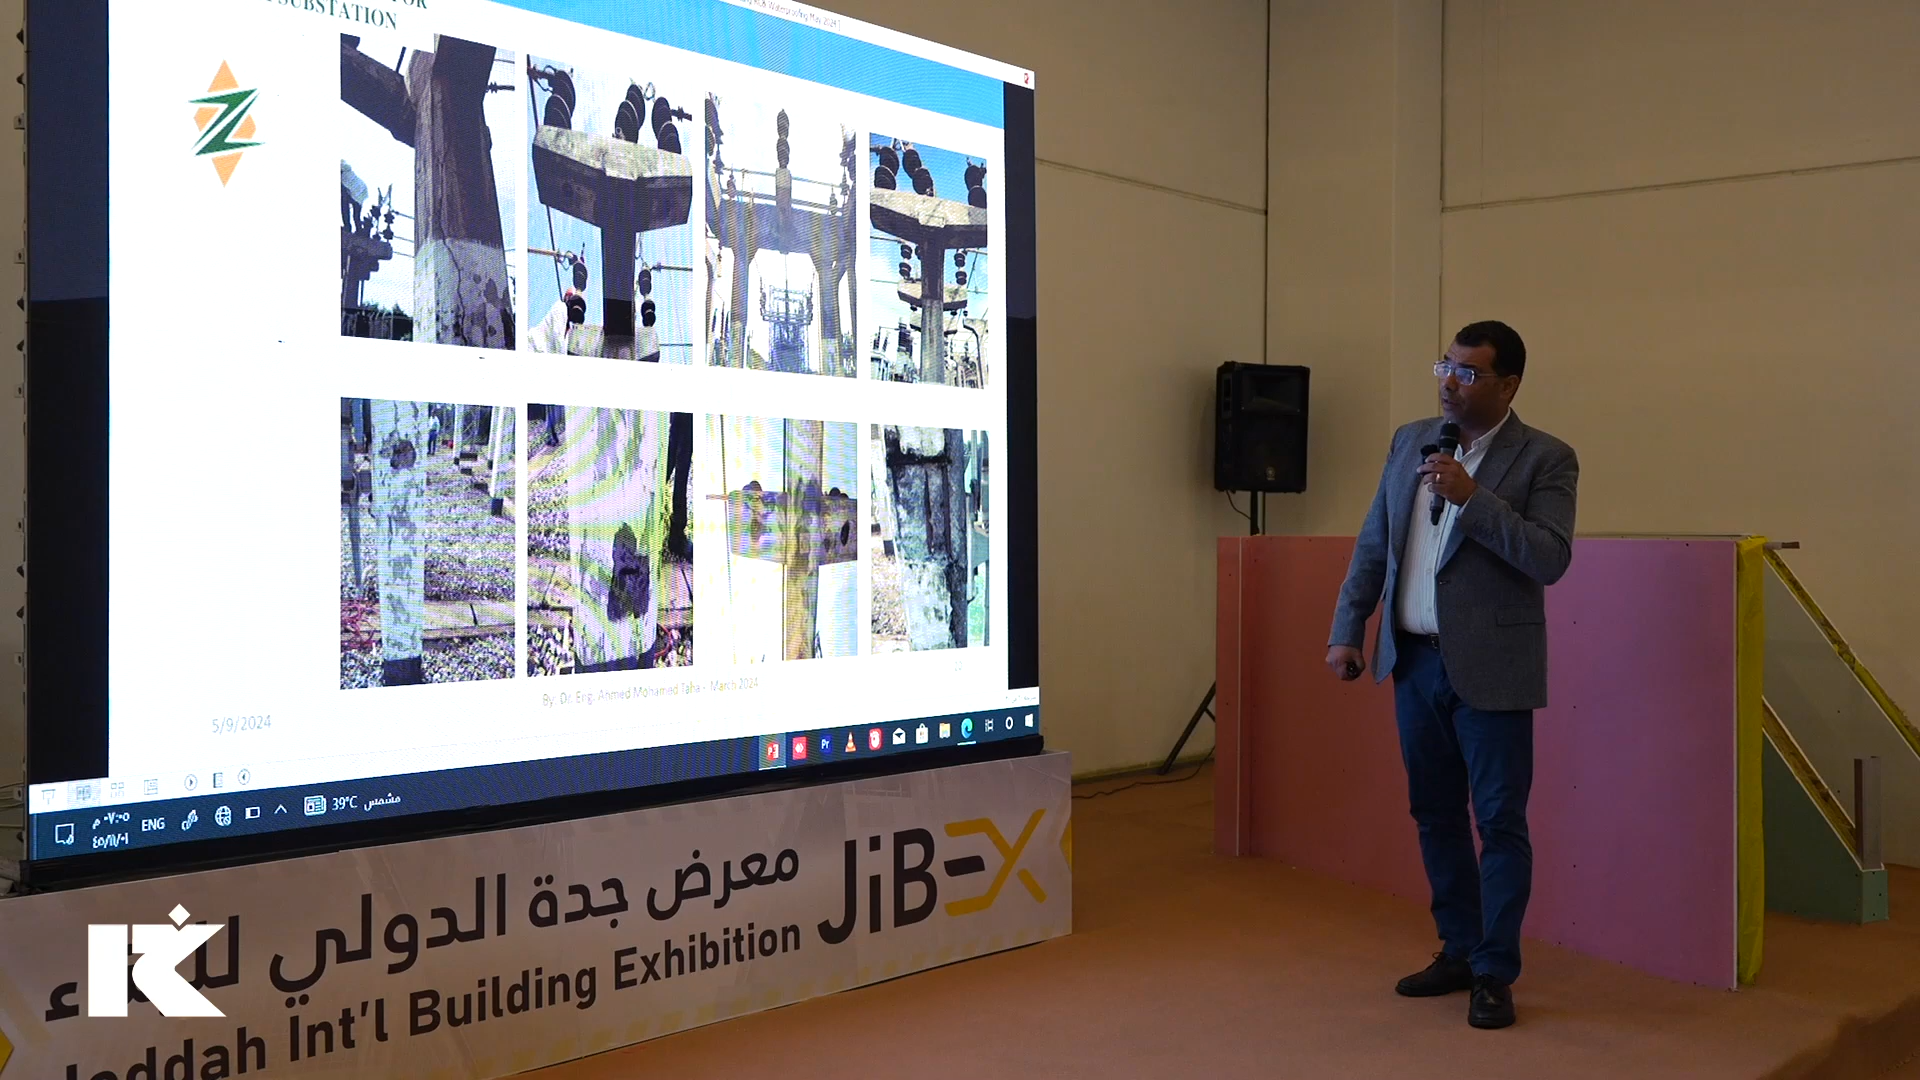 SUBSTATION
By: Dr. Eng. Ahmed Mohamed Taha - March 2024
5/9/2024
ENG
39°C مشمس
معرض جدة الدولي للبناء
JiBEX
Jeddah Int'l Building Exhibition